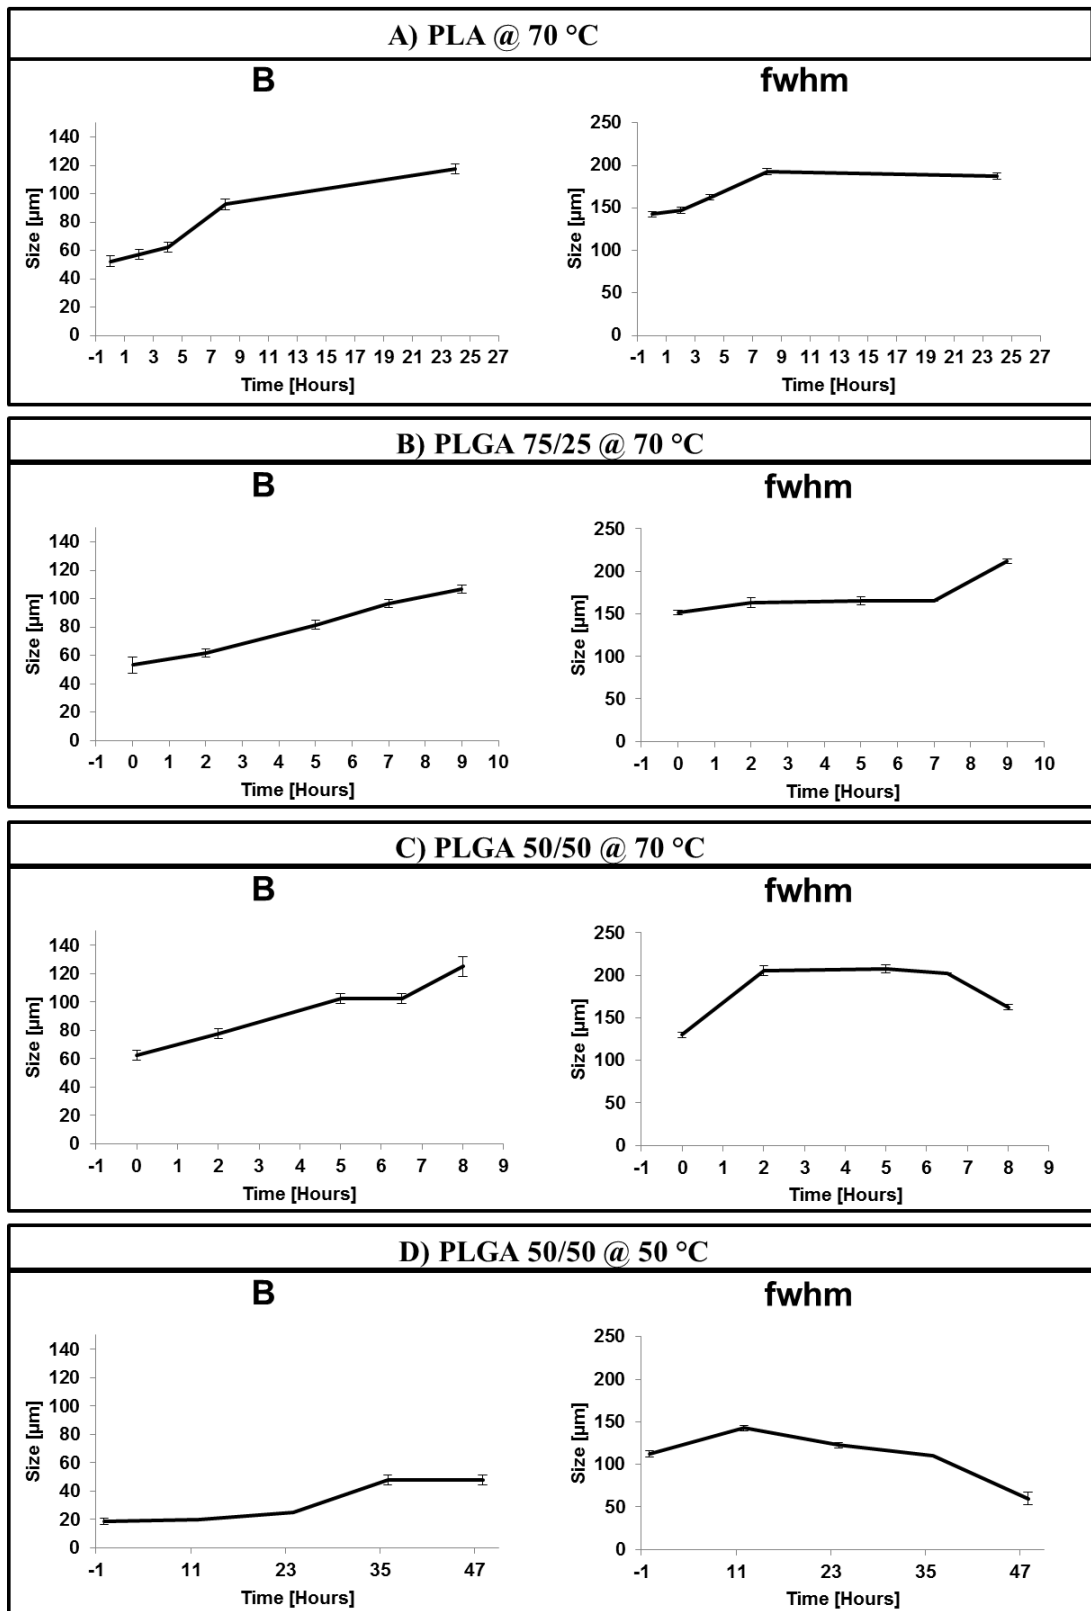 A) PLA @ 70 °C
B
fwhm
Size [µm]
140
120
100
80
60
40
20
0
-1 1 3 5 7 9 11 13 15 17 19 21 23 25 27
Time [Hours]
Size [µm]
250
200
150
100
50
0
-1 1 3 5 7 9 11 13 15 17 19 21 23 25 27
Time [Hours]
B) PLGA 75/25 @ 70 °C
B
fwhm
Size [µm]
140
120
100
80
60
40
20
0
-1 0 1 2 3 4 5 6 7 8 9 10
Time [Hours]
Size [µm]
250
200
150
100
50
0
-1 0 1 2 3 4 5 6 7 8 9 10
Time [Hours]
C) PLGA 50/50 @ 70 °C
B
fwhm
Size [µm]
140
120
100
80
60
40
20
0
-1 0 1 2 3 4 5 6 7 8 9
Time [Hours]
Size [µm]
250
200
150
100
50
0
-1 0 1 2 3 4 5 6 7 8 9
Time [Hours]
D) PLGA 50/50 @ 50 °C
B
fwhm
Size [µm]
140
120
100
80
60
40
20
0
-1 11 23 35 47
Time [Hours]
Size [µm]
250
200
150
100
50
0
-1 11 23 35 47
Time [Hours]